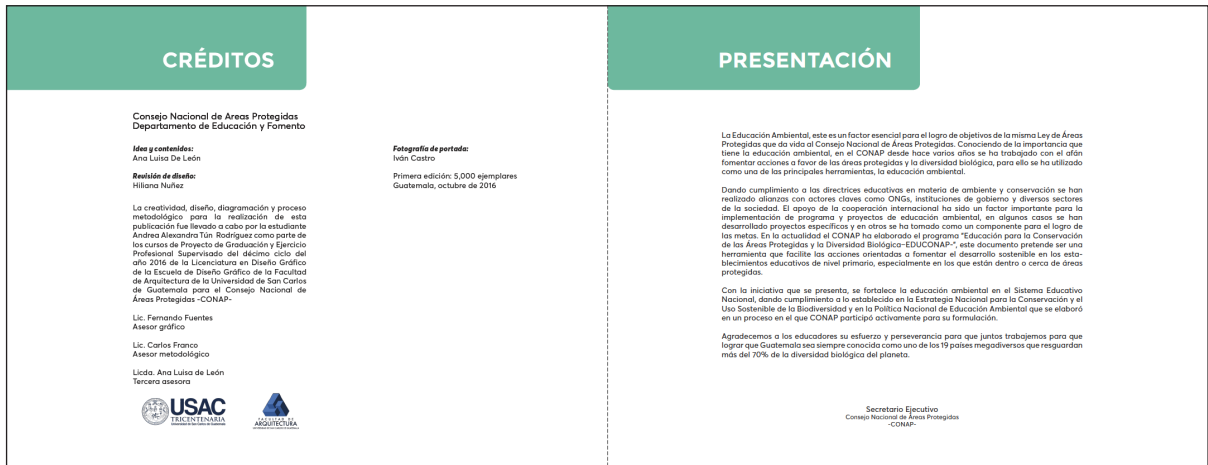 CRÉDITOS
Consejo Nacional de Areas Protegidas
Departamento de Educación y Fomento
Idea y contenidos:
Ana Luisa De León
Revisión de diseño:
Hiliana Nuñez
La creatividad, diseño, diagramación y proceso
metodológico para la realización de esta
publicación fue llevado a cabo por la estudiante
Andrea Alexandra Tún Rodríguez como parte de
los cursos de Proyecto de Graduación y Ejercicio
Profesional Supervisado del décimo ciclo del
año 2016 de la Licenciatura en Diseño Gráfico
de la Escuela de Diseño Gráfico de la Facultad
de Arquitectura de la Universidad de San Carlos
de Guatemala para el Consejo Nacional de
Áreas Protegidas -CONAP-
Lic. Fernando Fuentes
Asesor gráfico
Lic. Carlos Franco
Asesor metodológico
Licda. Ana Luisa de León
Tercera asesora
USAC
TRICENTENARIA
Universidad de San Carlos de Guatemala
FACULTAD DE
ARQUITECTURA
Fotografía de portada:
Iván Castro
Primera edición: 5,000 ejemplares
Guatemala, octubre de 2016
PRESENTACIÓN
La Educación Ambiental, este es un factor esencial para el logro de objetivos de la misma Ley de Áreas
Protegidas que da vida al Consejo Nacional de Áreas Protegidas. Conociendo de la importancia que
tiene la educación ambiental, en el CONAP desde hace varios años se ha trabajado con el afán
fomentar acciones a favor de las áreas protegidas y la diversidad biológica, para ello se ha utilizado
como una de las principales herramientas, la educación ambiental.
Dando cumplimiento a las directrices educativas en materia de ambiente y conservación se han
realizado alianzas con actores claves como ONGs, instituciones de gobierno y diversos sectores
de la sociedad. El apoyo de la cooperación internacional ha sido un factor importante para la
implementación de programa y proyectos de educación ambiental, en algunos casos se han
desarrollado proyectos específicos y en otros se ha tomado como un componente para el logro de
las metas. En la actualidad el CONAP ha elaborado el programa "Educación para la Conservación
de las Áreas Protegidas y la Diversidad Biológica-EDUCONAP-", este documento pretende ser una
herramienta que facilite las acciones orientadas a fomentar el desarrollo sostenible en los esta-
blecimientos educativos de nivel primario, especialmente en los que están dentro o cerca de áreas
protegidas.
Con la iniciativa que se presenta, se fortalece la educación ambiental en el Sistema Educativo
Nacional, dando cumplimiento a lo establecido en la Estrategia Nacional para la Conservación y el
Uso Sostenible de la Biodiversidad y en la Política Nacional de Educación Ambiental que se elaboró
en un proceso en el que CONAP participó activamente para su formulación.
Agradecemos a los educadores su esfuerzo y perseverancia para que juntos trabajemos para que
lograr que Guatemala sea siempre conocida como uno de los 19 países megadiversos que resguardan
más del 70% de la diversidad biológica del planeta.
Secretario Ejecutivo
Consejo Nacional de Áreas Protegidos
-CONAP-